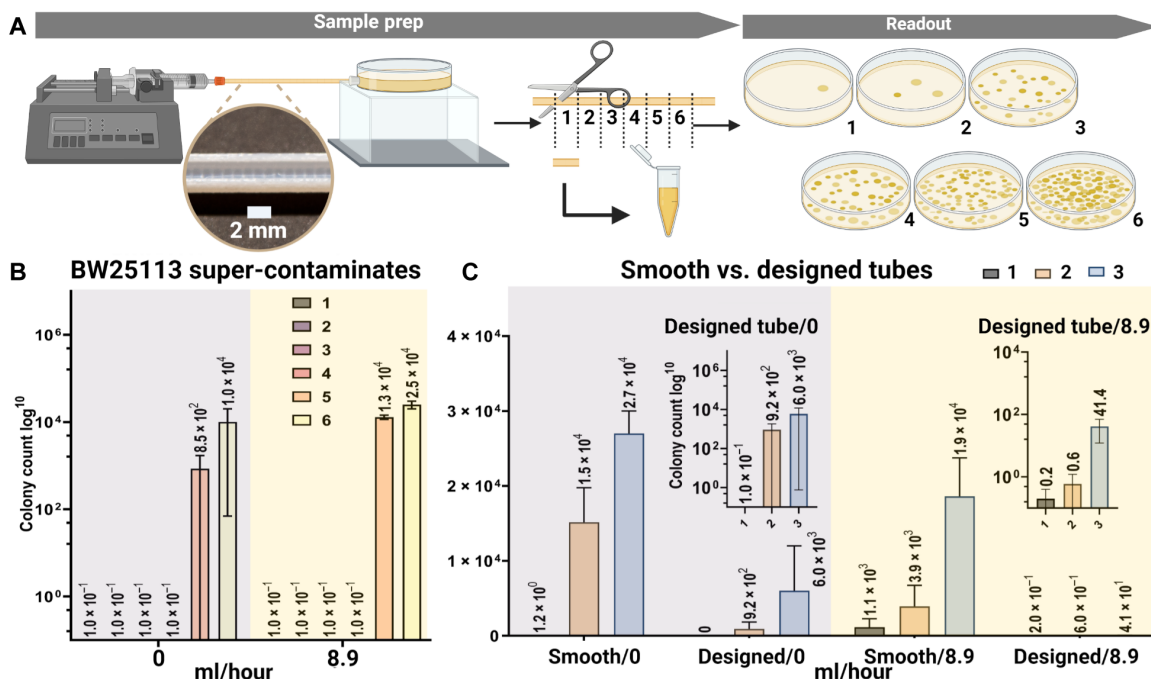 A
Sample prep
Readout
2 mm
1 2 3 4 5 6
1
2
3
4
5
6
B
BW25113 super-contaminates
Colony count log10
10^6
10^4
10^2
10^0
1.0 × 10^−1
1.0 × 10^−1
1.0 × 10^−1
1.0 × 10^−1
8.5 × 10^2
1.0 × 10^4
1.0 × 10^−1
1.0 × 10^−1
1.0 × 10^−1
1.0 × 10^−1
1.3 × 10^4
2.5 × 10^4
1
2
3
4
5
6
0
8.9
ml/hour
C
Smooth vs. designed tubes
1 2 3
Colony count log10
4 × 10^4
3 × 10^4
2 × 10^4
1 × 10^4
0
1.2 × 10^0
1.5 × 10^4
2.7 × 10^4
0
9.2 × 10^2
6.0 × 10^3
1.1 × 10^3
3.9 × 10^3
1.9 × 10^4
2.0 × 10^−1
6.0 × 10^−1
4.1 × 10^1
Designed tube/0
Colony count log10
10^6
10^4
10^2
10^0
1.0 × 10^−1
9.2 × 10^2
6.0 × 10^3
1 2 3
Designed tube/8.9
10^4
10^2
10^0
0.2
0.6
41.4
1 2 3
Smooth/0
Designed/0
Smooth/8.9
Designed/8.9
ml/hour